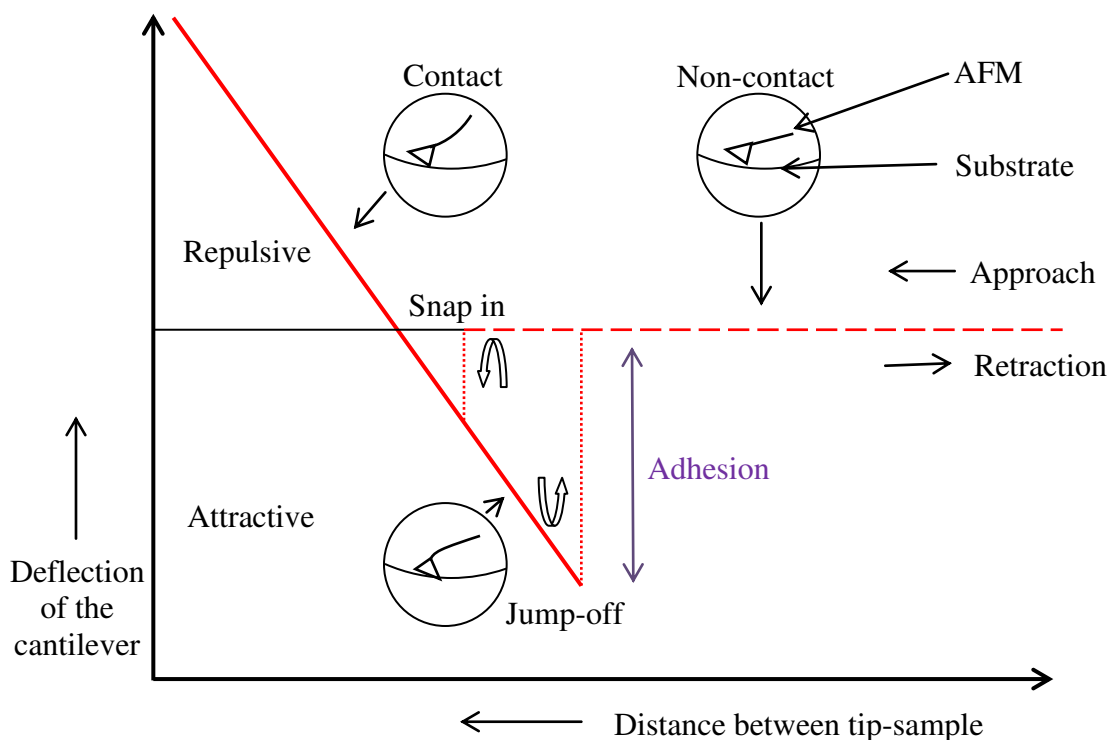 Contact
Non-contact
AFM
Substrate
Repulsive
Approach
Snap in
Retraction
Adhesion
Attractive
Deflection
of the
cantilever
Jump-off
Distance between tip-sample